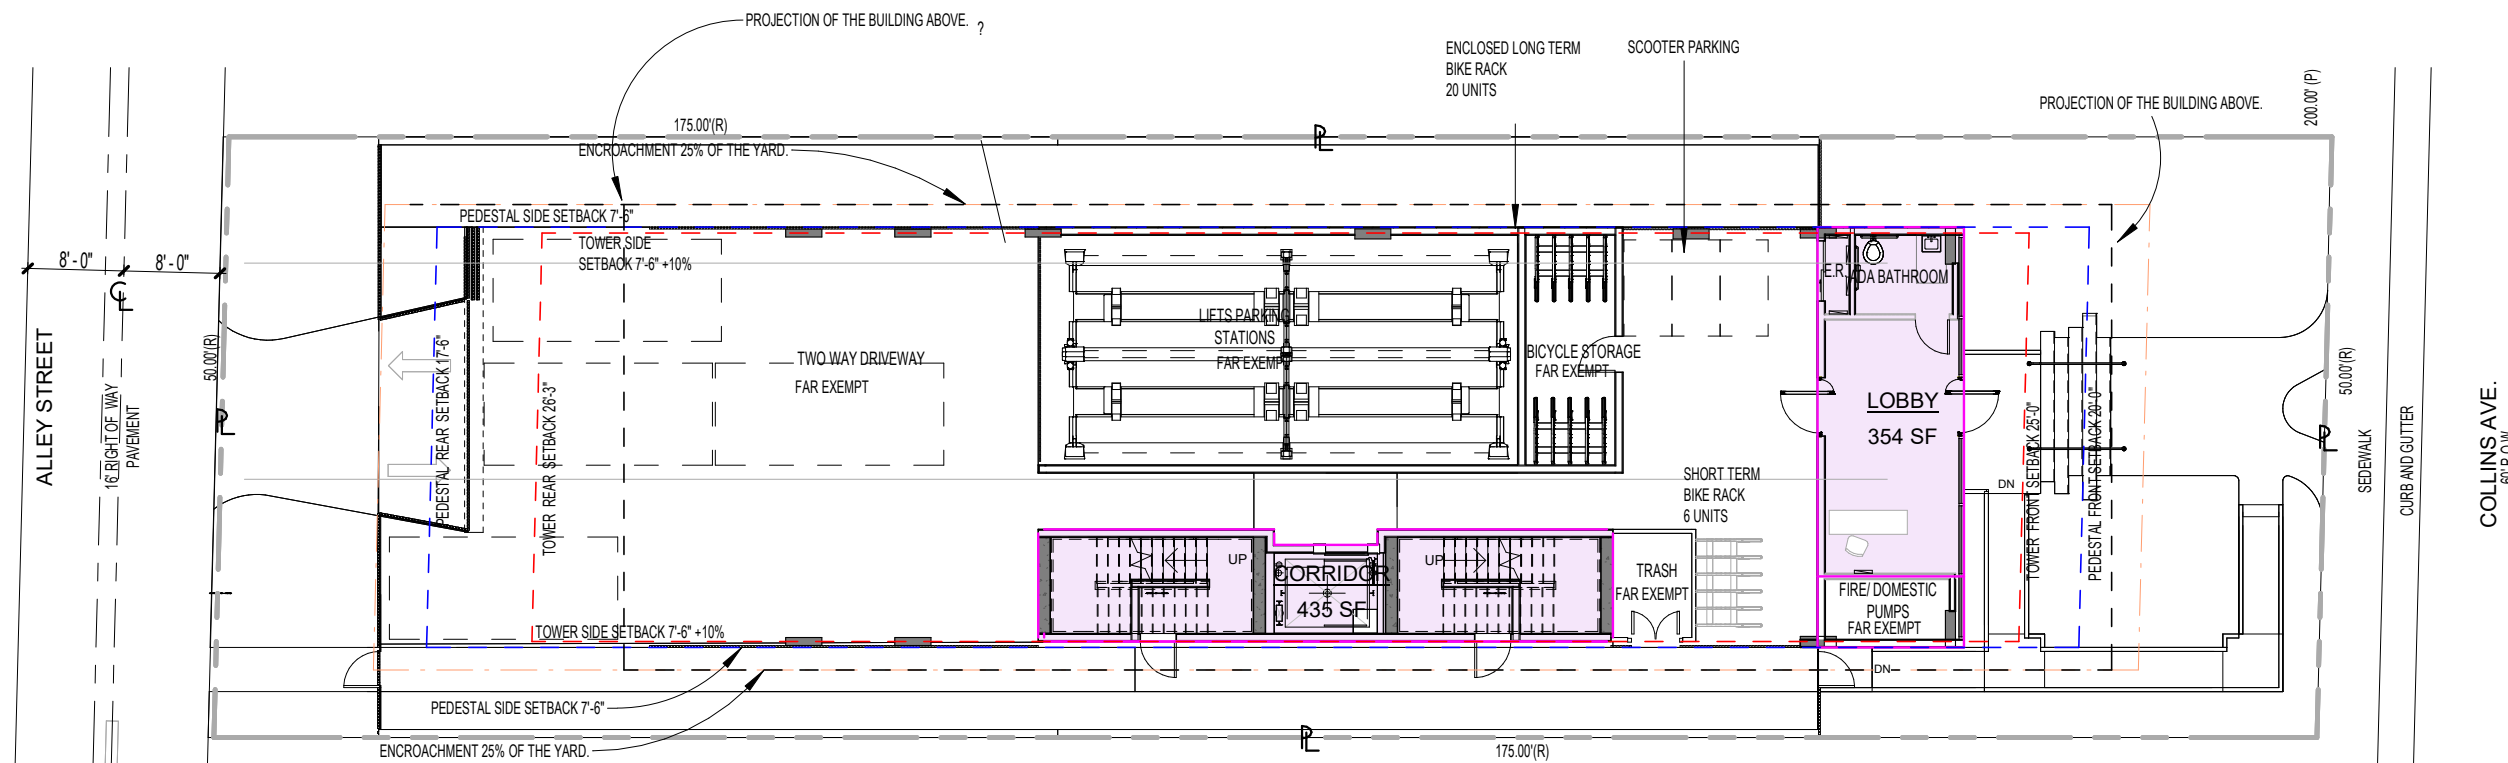 PROJECTION OF THE BUILDING ABOVE.
?
ENCLOSED LONG TERM
BIKE RACK
20 UNITS
SCOOTER PARKING
PROJECTION OF THE BUILDING ABOVE.
200.00' (P)
175.00'(R)
ENCROACHMENT 25% OF THE YARD.
PEDESTAL SIDE SETBACK 7'-6"
TOWER SIDE
SETBACK 7'-6" +10%
8' - 0"
8' - 0"
ALLEY STREET
16' RIGHT OF WAY
PAVEMENT
50.00'(R)
PEDESTAL REAR SETBACK 17'-6"
TOWER REAR SETBACK 26'-3"
TWO WAY DRIVEWAY
FAR EXEMPT
LIFTS PARKING
STATIONS
FAR EXEMPT
BICYCLE STORAGE
FAR EXEMPT
E.R.
ADA BATHROOM
LOBBY
354 SF
SHORT TERM
BIKE RACK
6 UNITS
UP
CORRIDOR
435 SF
UP
TRASH
FAR EXEMPT
FIRE/ DOMESTIC
PUMPS
FAR EXEMPT
DN
DN
TOWER FRONT SETBACK 25'-0"
PEDESTAL FRONT SETBACK 20'-0"
50.00'(R)
SEDEWALK
CURB AND GUTTER
COLLINS AVE.
60' R.O.W.
TOWER SIDE SETBACK 7'-6" +10%
PEDESTAL SIDE SETBACK 7'-6"
ENCROACHMENT 25% OF THE YARD.
175.00'(R)